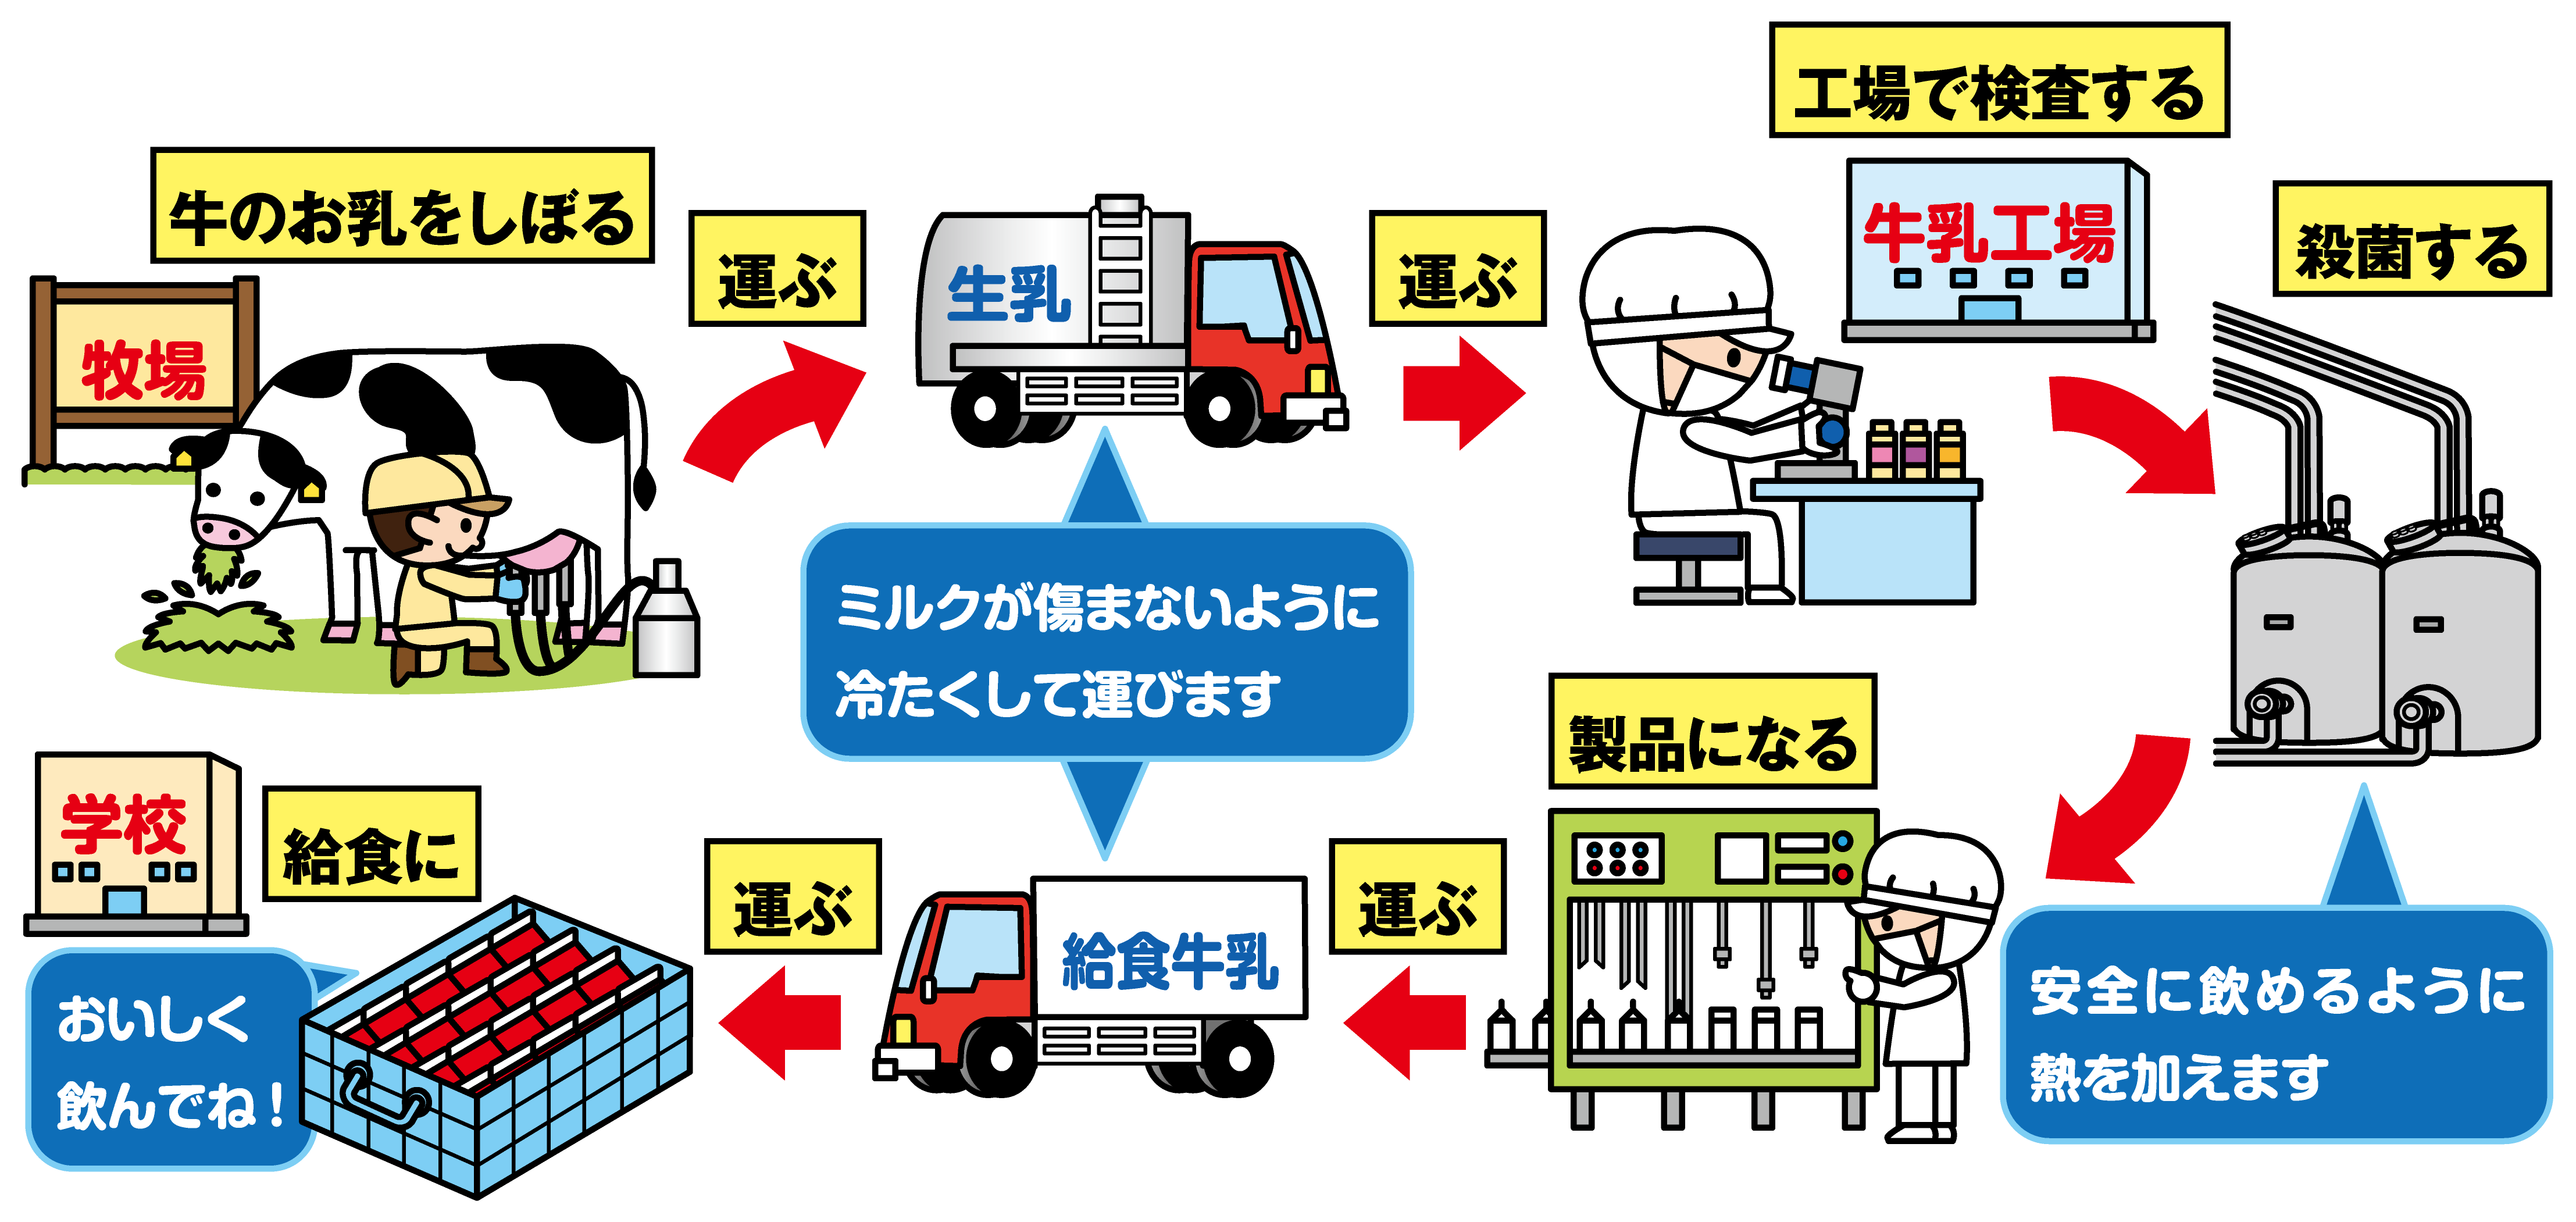 牛のお乳をしぼる
牧場
運ぶ
生乳
運ぶ
工場で検査する
牛乳工場
殺菌する
ミルクが傷まないように
冷たくして運びます
安全に飲めるように
熱を加えます
製品になる
運ぶ
給食牛乳
運ぶ
給食に
学校
おいしく
飲んでね！